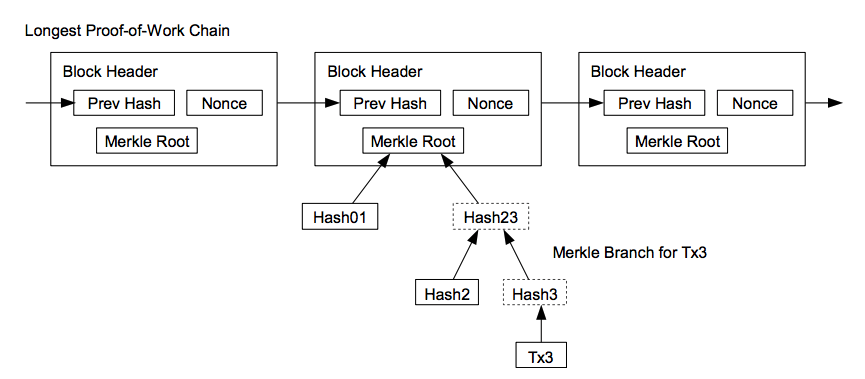 Longest Proof-of-Work Chain
Block Header
Prev Hash
Nonce
Merkle Root
Block Header
Prev Hash
Nonce
Merkle Root
Block Header
Prev Hash
Nonce
Merkle Root
Hash01
Hash23
Merkle Branch for Tx3
Hash2
Hash3
Tx3